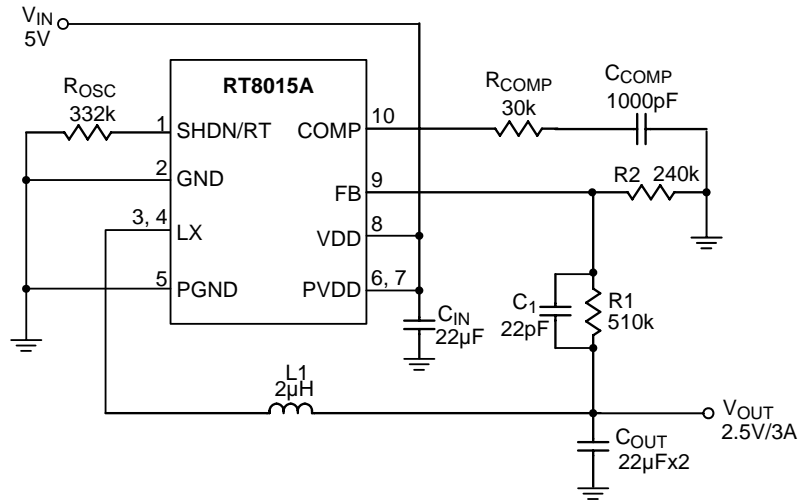 VIN
5V
RT8015A
ROSC
332k
1
SHDN/RT
2
GND
3, 4
LX
5
PGND
COMP
10
FB
9
VDD
8
PVDD
6, 7
RCOMP
30k
CCOMP
1000pF
R2 240k
C1
22pF
R1
510k
CIN
22µF
L1
2µH
VOUT
2.5V/3A
COUT
22µFx2